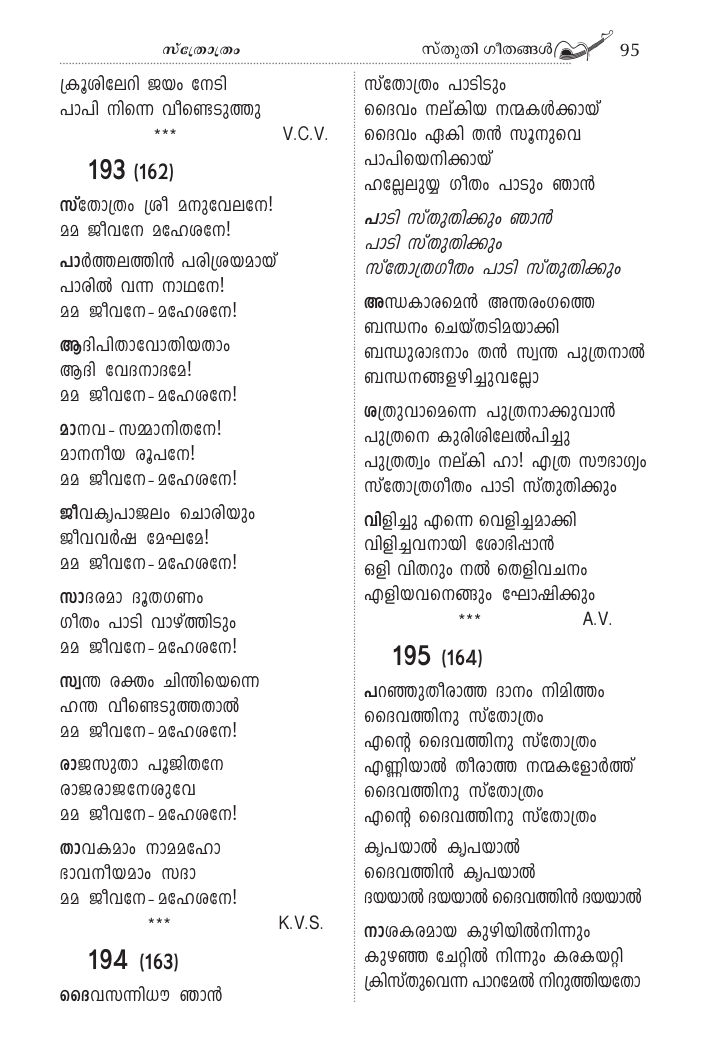 സ്തോത്രം
സ്തുതി ഗീതങ്ങൾ 95
ക്രൂശിലേറി ജയം നേടി
പാപി നിന്നെ വീണ്ടെടുത്തു
*** V.C.V.
193 (162)
സ്തോത്രം ശ്രീ മനുവേലനേ!
മമ ജീവനേ മഹേശനേ!
പാർത്തലത്തിൻ പരിശ്രയമായ്
പാരിൽ വന്ന നാഥനേ!
മമ ജീവനേ-മഹേശനേ!
ആദിപിതാവോതിയതാം
ആദി വേദനാദമേ!
മമ ജീവനേ-മഹേശനേ!
മാനവ-സമ്മാനിതനേ!
മാനനീയ രൂപനേ!
മമ ജീവനേ-മഹേശനേ!
ജീവകൃപാജലം ചൊരിയും
ജീവവർഷ മേഘമേ!
മമ ജീവനേ-മഹേശനേ!
സാദരമാ ദൂതഗണം
ഗീതം പാടി വാഴ്ത്തിടും
മമ ജീവനേ-മഹേശനേ!
സ്വന്ത രക്തം ചിന്തിയെന്നെ
ഹന്ത വീണ്ടെടുത്തതാൽ
മമ ജീവനേ-മഹേശനേ!
രാജസുതാ പൂജിതനേ
രാജരാജനേശുവേ
മമ ജീവനേ-മഹേശനേ!
താവകമാം നാമമഹോ
ഭാവനീയമാം സദാ
മമ ജീവനേ-മഹേശനേ!
*** K.V.S.
194 (163)
ദൈവസന്നിധൗ ഞാൻ
സ്തോത്രം പാടിടും
ദൈവം നല്കിയ നന്മകൾക്കായ്
ദൈവം ഏകി തൻ സൂനുവെ
പാപിയെനിക്കായ്
ഹല്ലേലുയ്യ ഗീതം പാടും ഞാൻ
പാടി സ്തുതിക്കും ഞാൻ
പാടി സ്തുതിക്കും
സ്തോത്രഗീതം പാടി സ്തുതിക്കും
അന്ധകാരമെൻ അന്തരംഗത്തെ
ബന്ധനം ചെയ്തടിമയാക്കി
ബന്ധുരാഭനാം തൻ സ്വന്ത പുത്രനാൽ
ബന്ധനങ്ങളഴിച്ചുവല്ലോ
ശത്രുവാമെന്നെ പുത്രനാക്കുവാൻ
പുത്രനെ കുരിശിലേൽപിച്ചു
പുത്രത്വം നല്കി ഹാ! എത്ര സൗഭാഗ്യം
സ്തോത്രഗീതം പാടി സ്തുതിക്കും
വിളിച്ചു എന്നെ വെളിച്ചമാക്കി
വിളിച്ചവനായി ശോഭിപ്പാൻ
ഒളി വിതറും നൽ തെളിവചനം
എളിയവനെങ്ങും ഘോഷിക്കും
*** A.V.
195 (164)
പറഞ്ഞുതീരാത്ത ദാനം നിമിത്തം
ദൈവത്തിനു സ്തോത്രം
എന്റെ ദൈവത്തിനു സ്തോത്രം
എണ്ണിയാൽ തീരാത്ത നന്മകളോർത്ത്
ദൈവത്തിനു സ്തോത്രം
എന്റെ ദൈവത്തിനു സ്തോത്രം
കൃപയാൽ കൃപയാൽ
ദൈവത്തിൻ കൃപയാൽ
ദയയാൽ ദയയാൽ ദൈവത്തിൻ ദയയാൽ
നാശകരമായ കുഴിയിൽനിന്നും
കുഴഞ്ഞ ചേറ്റിൽ നിന്നും കരകയറ്റി
ക്രിസ്തുവെന്ന പാറമേൽ നിറുത്തിയതോ